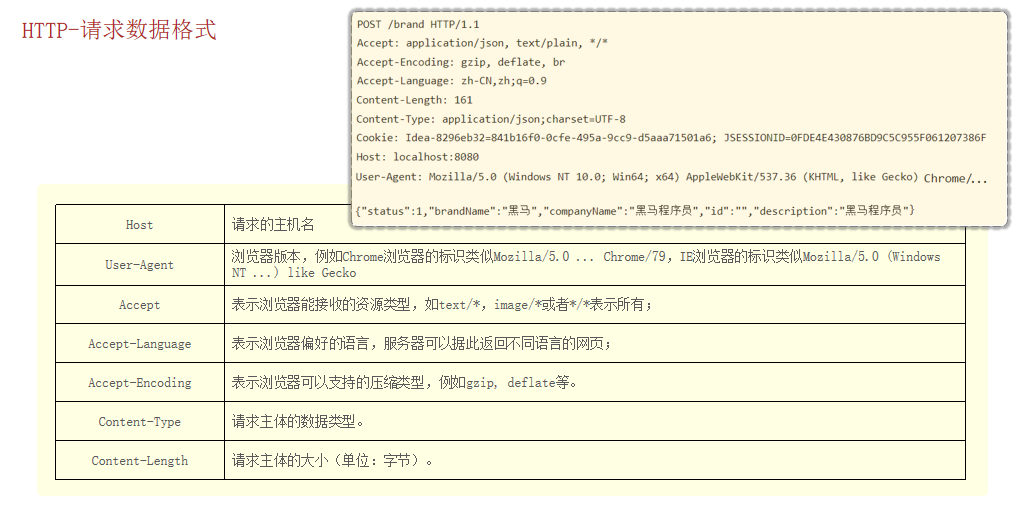 HTTP-请求数据格式
POST /brand HTTP/1.1
Accept: application/json, text/plain, */*
Accept-Encoding: gzip, deflate, br
Accept-Language: zh-CN,zh;q=0.9
Content-Length: 161
Content-Type: application/json;charset=UTF-8
Cookie: Idea-8296eb32=841b16f0-0cfe-495a-9cc9-d5aaa71501a6; JSESSIONID=0FDE4E430876BD9C5C955F061207386F
Host: localhost:8080
User-Agent: Mozilla/5.0 (Windows NT 10.0; Win64; x64) AppleWebKit/537.36 (KHTML, like Gecko) Chrome/...
{"status":1,"brandName":"黑马","companyName":"黑马程序员","id":"","description":"黑马程序员"}
Host 请求的主机名
User-Agent 浏览器版本，例如Chrome浏览器的标识类似Mozilla/5.0 ... Chrome/79，IE浏览器的标识类似Mozilla/5.0 (Windows
NT ...) like Gecko
Accept 表示浏览器能接收的资源类型，如text/*，image/*或者*/*表示所有；
Accept-Language 表示浏览器偏好的语言，服务器可以据此返回不同语言的网页；
Accept-Encoding 表示浏览器可以支持的压缩类型，例如gzip, deflate等。
Content-Type 请求主体的数据类型。
Content-Length 请求主体的大小（单位：字节）。